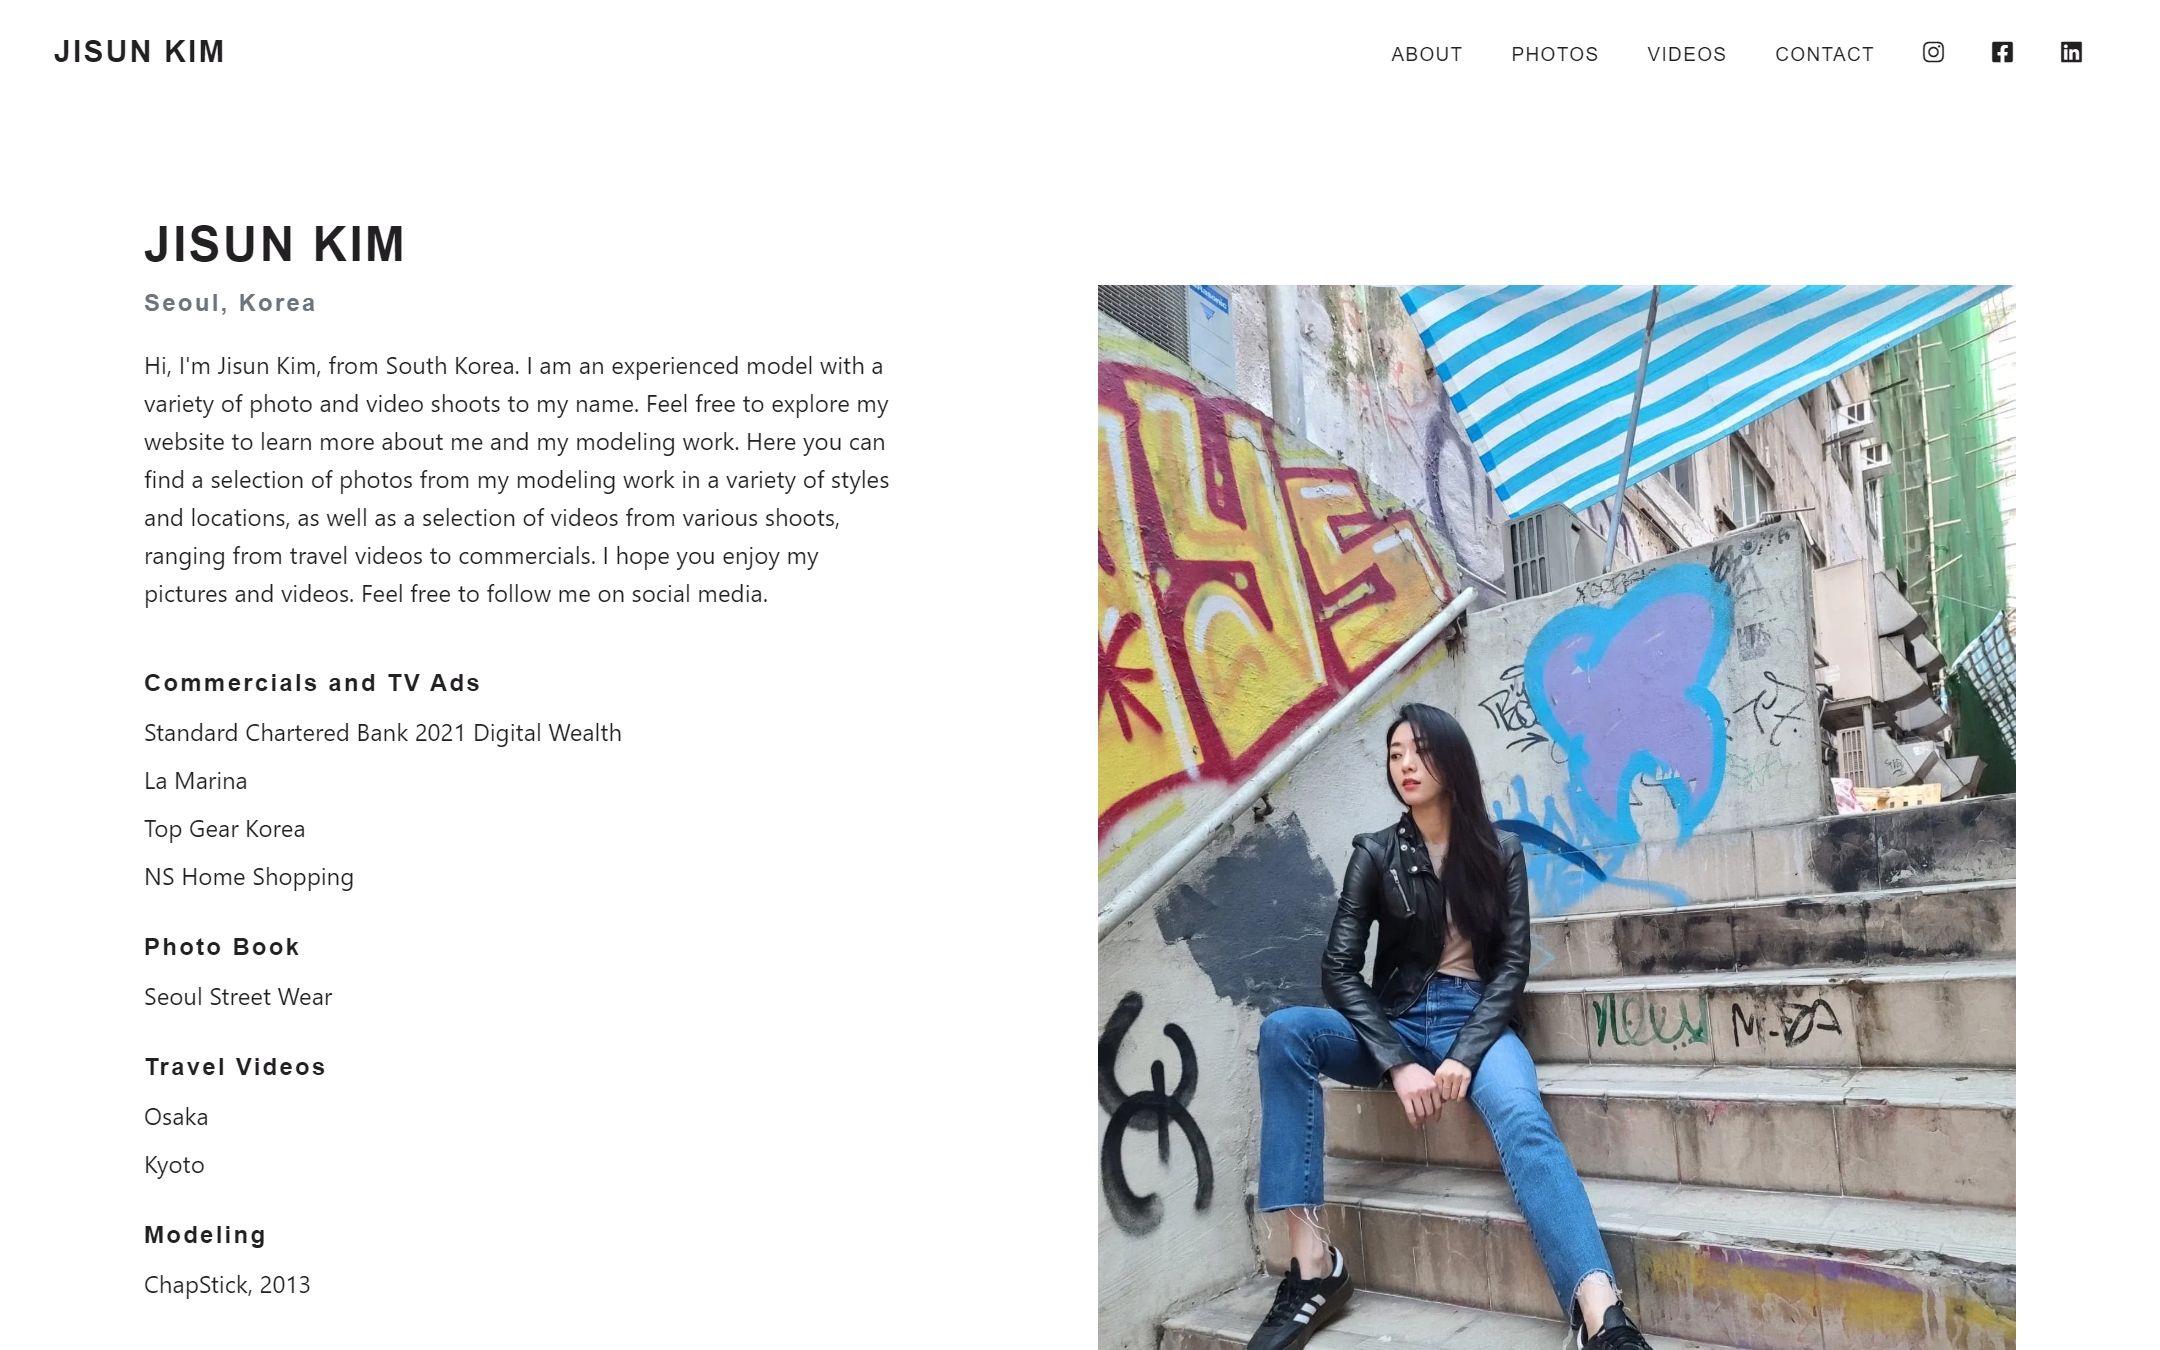 JISUN KIM
ABOUT PHOTOS VIDEOS CONTACT
JISUN KIM
Seoul, Korea
Hi, I'm Jisun Kim, from South Korea. I am an experienced model with a
variety of photo and video shoots to my name. Feel free to explore my
website to learn more about me and my modeling work. Here you can
find a selection of photos from my modeling work in a variety of styles
and locations, as well as a selection of videos from various shoots,
ranging from travel videos to commercials. I hope you enjoy my
pictures and videos. Feel free to follow me on social media.
Commercials and TV Ads
Standard Chartered Bank 2021 Digital Wealth
La Marina
Top Gear Korea
NS Home Shopping
Photo Book
Seoul Street Wear
Travel Videos
Osaka
Kyoto
Modeling
ChapStick, 2013